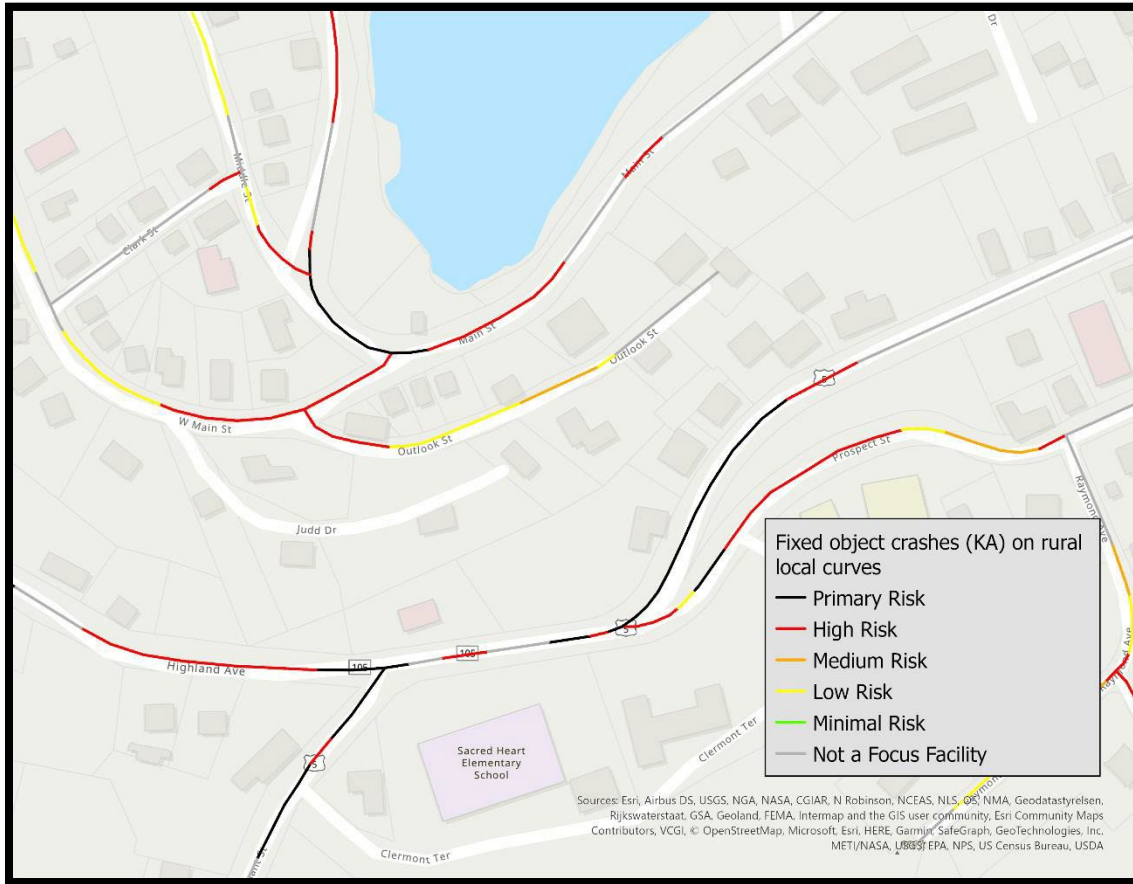 Dr
Middle St
Main St
Clark St
Main St
Outlook St
5
W Main St
Outlook St
Prospect St
Judd Dr
Raymond Ave
Fixed object crashes (KA) on rural
local curves
Primary Risk
High Risk
Medium Risk
Low Risk
Minimal Risk
Not a Focus Facility
5
105
105
Highland Ave
Raymond Ave
Sacred Heart
Elementary
School
Clermont Ter
5
Clermont Ter
Sources: Esri, Airbus DS, USGS, NGA, NASA, CGIAR, N Robinson, NCEAS, NLS, OS, NMA, Geodatastyrelsen,
Rijkswaterstaat, GSA, Geoland, FEMA, Intermap and the GIS user community, Esri Community Maps
Contributors, VCGI, © OpenStreetMap, Microsoft, Esri, HERE, Garmin, SafeGraph, GeoTechnologies, Inc,
METI/NASA, USGS, EPA, NPS, US Census Bureau, USDA